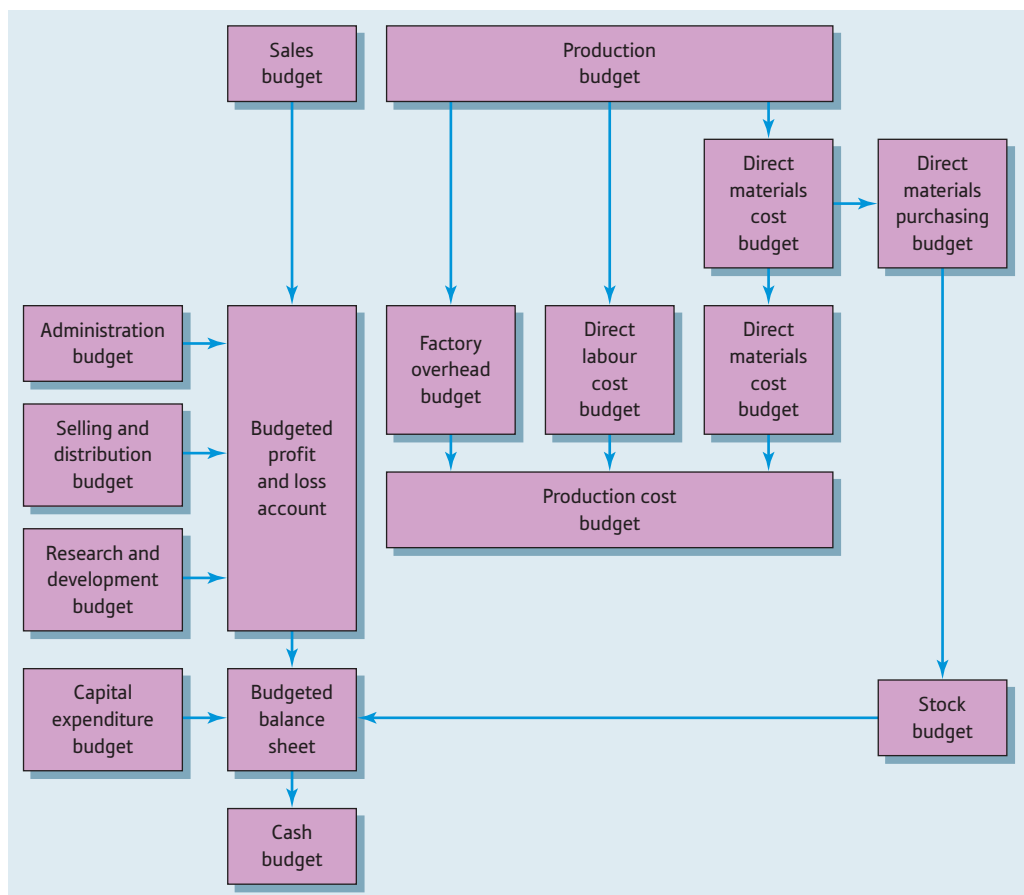 Sales
budget
Production
budget
Direct
materials
cost
budget
Direct
materials
purchasing
budget
Administration
budget
Selling and
distribution
budget
Research and
development
budget
Budgeted
profit
and loss
account
Factory
overhead
budget
Direct
labour
cost
budget
Direct
materials
cost
budget
Production cost
budget
Capital
expenditure
budget
Budgeted
balance
sheet
Stock
budget
Cash
budget